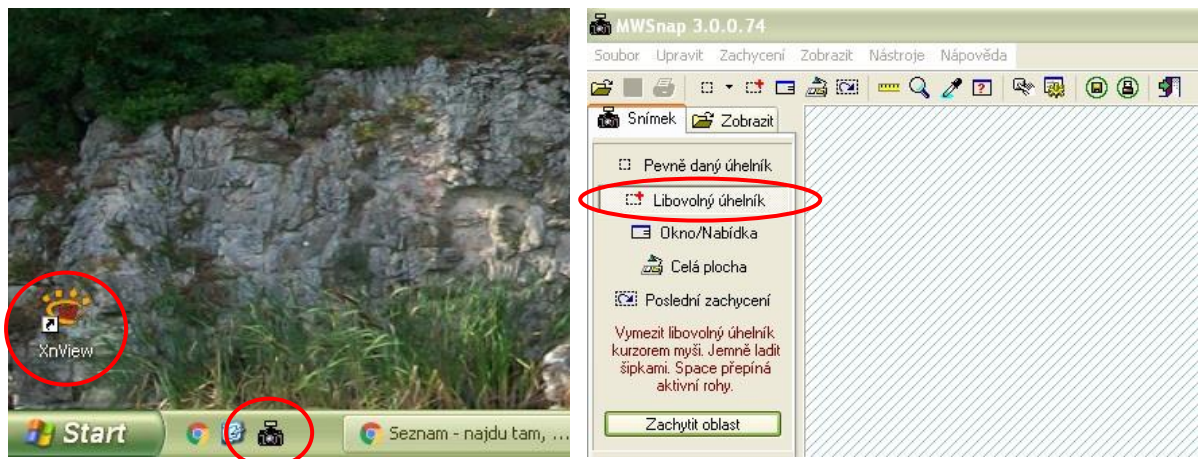 XnView
Start
Seznam - najdu tam, ...
MWSnap 3.0.0.74
Soubor Upravit Zachycení Zobrazit Nástroje Nápověda
Snímek Zobrazit
Pevně daný úhelník
Libovolný úhelník
Okno/Nabídka
Celá plocha
Poslední zachycení
Vymezit libovolný úhelník
kurzorem myši. Jemně ladit
šipkami. Space přepíná
aktivní rohy.
Zachytit oblast